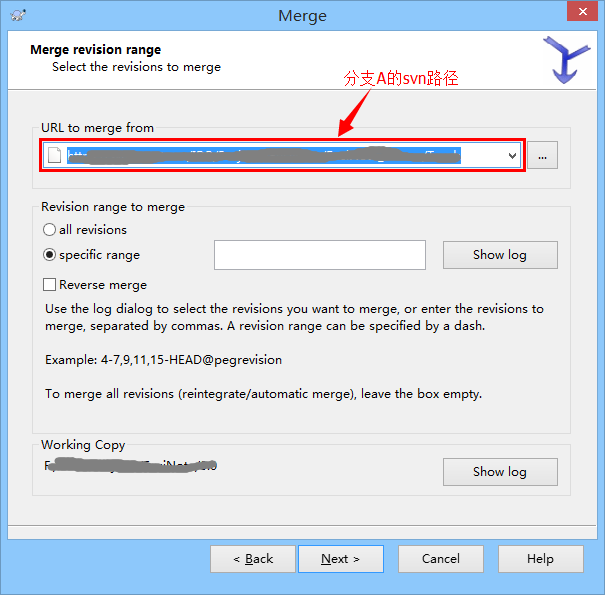 Merge
Merge revision range
Select the revisions to merge
分支A的svn路径
URL to merge from
...
Revision range to merge
all revisions
specific range
Show log
Reverse merge
Use the log dialog to select the revisions you want to merge, or enter the revisions to
merge, separated by commas. A revision range can be specified by a dash.
Example: 4-7,9,11,15-HEAD@pegrevision
To merge all revisions (reintegrate/automatic merge), leave the box empty.
Working Copy
Show log
< Back
Next >
Cancel
Help